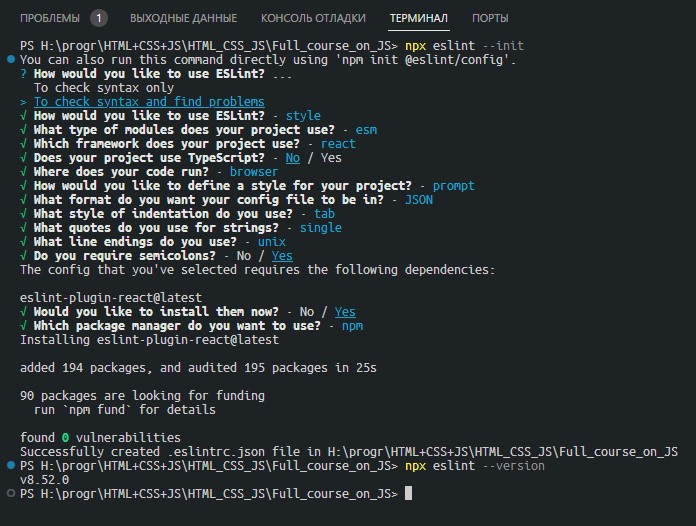 ПРОБЛЕМЫ 1 ВЫХОДНЫЕ ДАННЫЕ КОНСОЛЬ ОТЛАДКИ ТЕРМИНАЛ ПОРТЫ
PS H:\progr\HTML+CSS+JS\HTML_CSS_JS\Full_course_on_JS> npx eslint --init
You can also run this command directly using 'npm init @eslint/config'.
? How would you like to use ESLint? ...
To check syntax only
> To check syntax and find problems
√ How would you like to use ESLint? · style
√ What type of modules does your project use? · esm
√ Which framework does your project use? · react
√ Does your project use TypeScript? · No / Yes
√ Where does your code run? · browser
√ How would you like to define a style for your project? · prompt
√ What format do you want your config file to be in? · JSON
√ What style of indentation do you use? · tab
√ What quotes do you use for strings? · single
√ What line endings do you use? · unix
√ Do you require semicolons? · No / Yes
The config that you've selected requires the following dependencies:
eslint-plugin-react@latest
√ Would you like to install them now? · No / Yes
√ Which package manager do you want to use? · npm
Installing eslint-plugin-react@latest
added 194 packages, and audited 195 packages in 25s
90 packages are looking for funding
run `npm fund` for details
found 0 vulnerabilities
Successfully created .eslintrc.json file in H:\progr\HTML+CSS+JS\HTML_CSS_JS\Full_course_on_JS
PS H:\progr\HTML+CSS+JS\HTML_CSS_JS\Full_course_on_JS> npx eslint --version
v8.52.0
PS H:\progr\HTML+CSS+JS\HTML_CSS_JS\Full_course_on_JS>